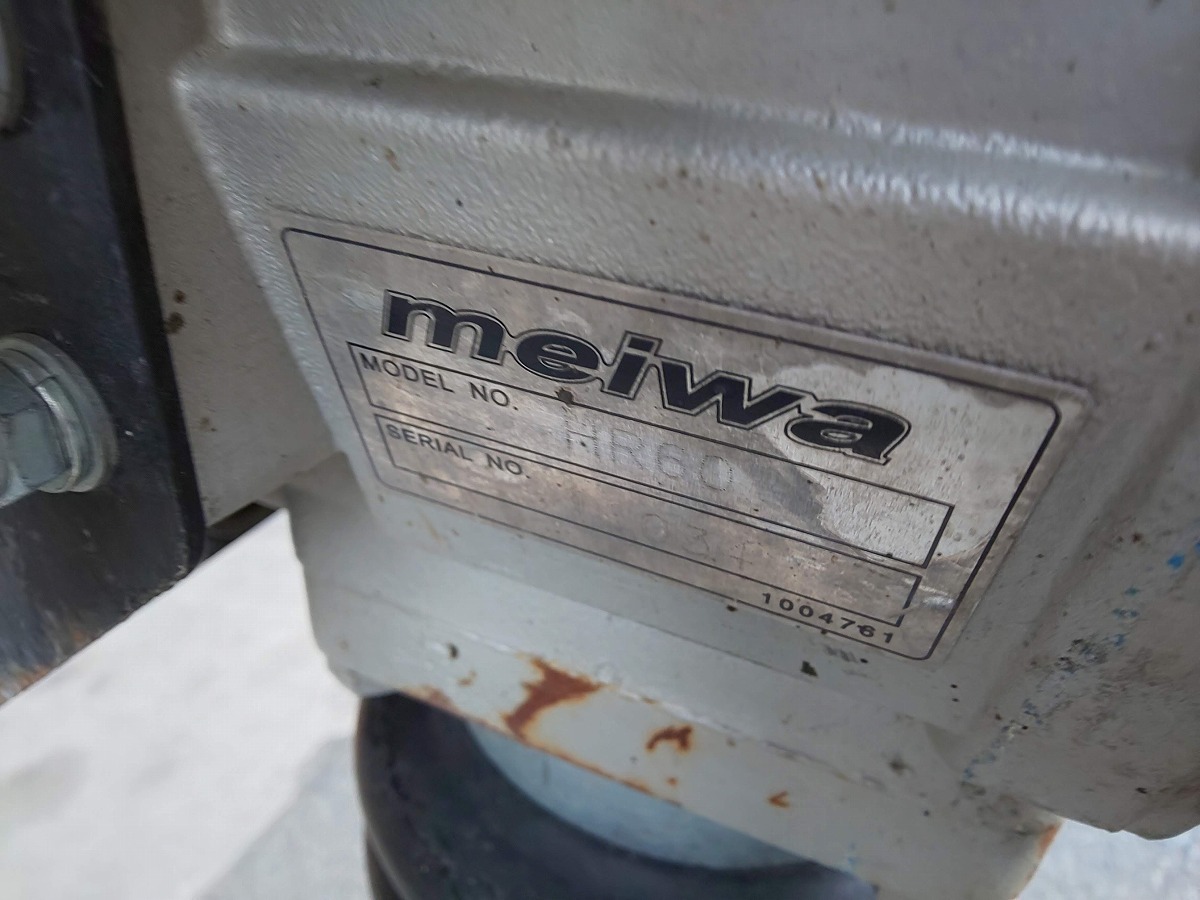 meiwa
MODEL NO. HR60
SERIAL NO.
1004761